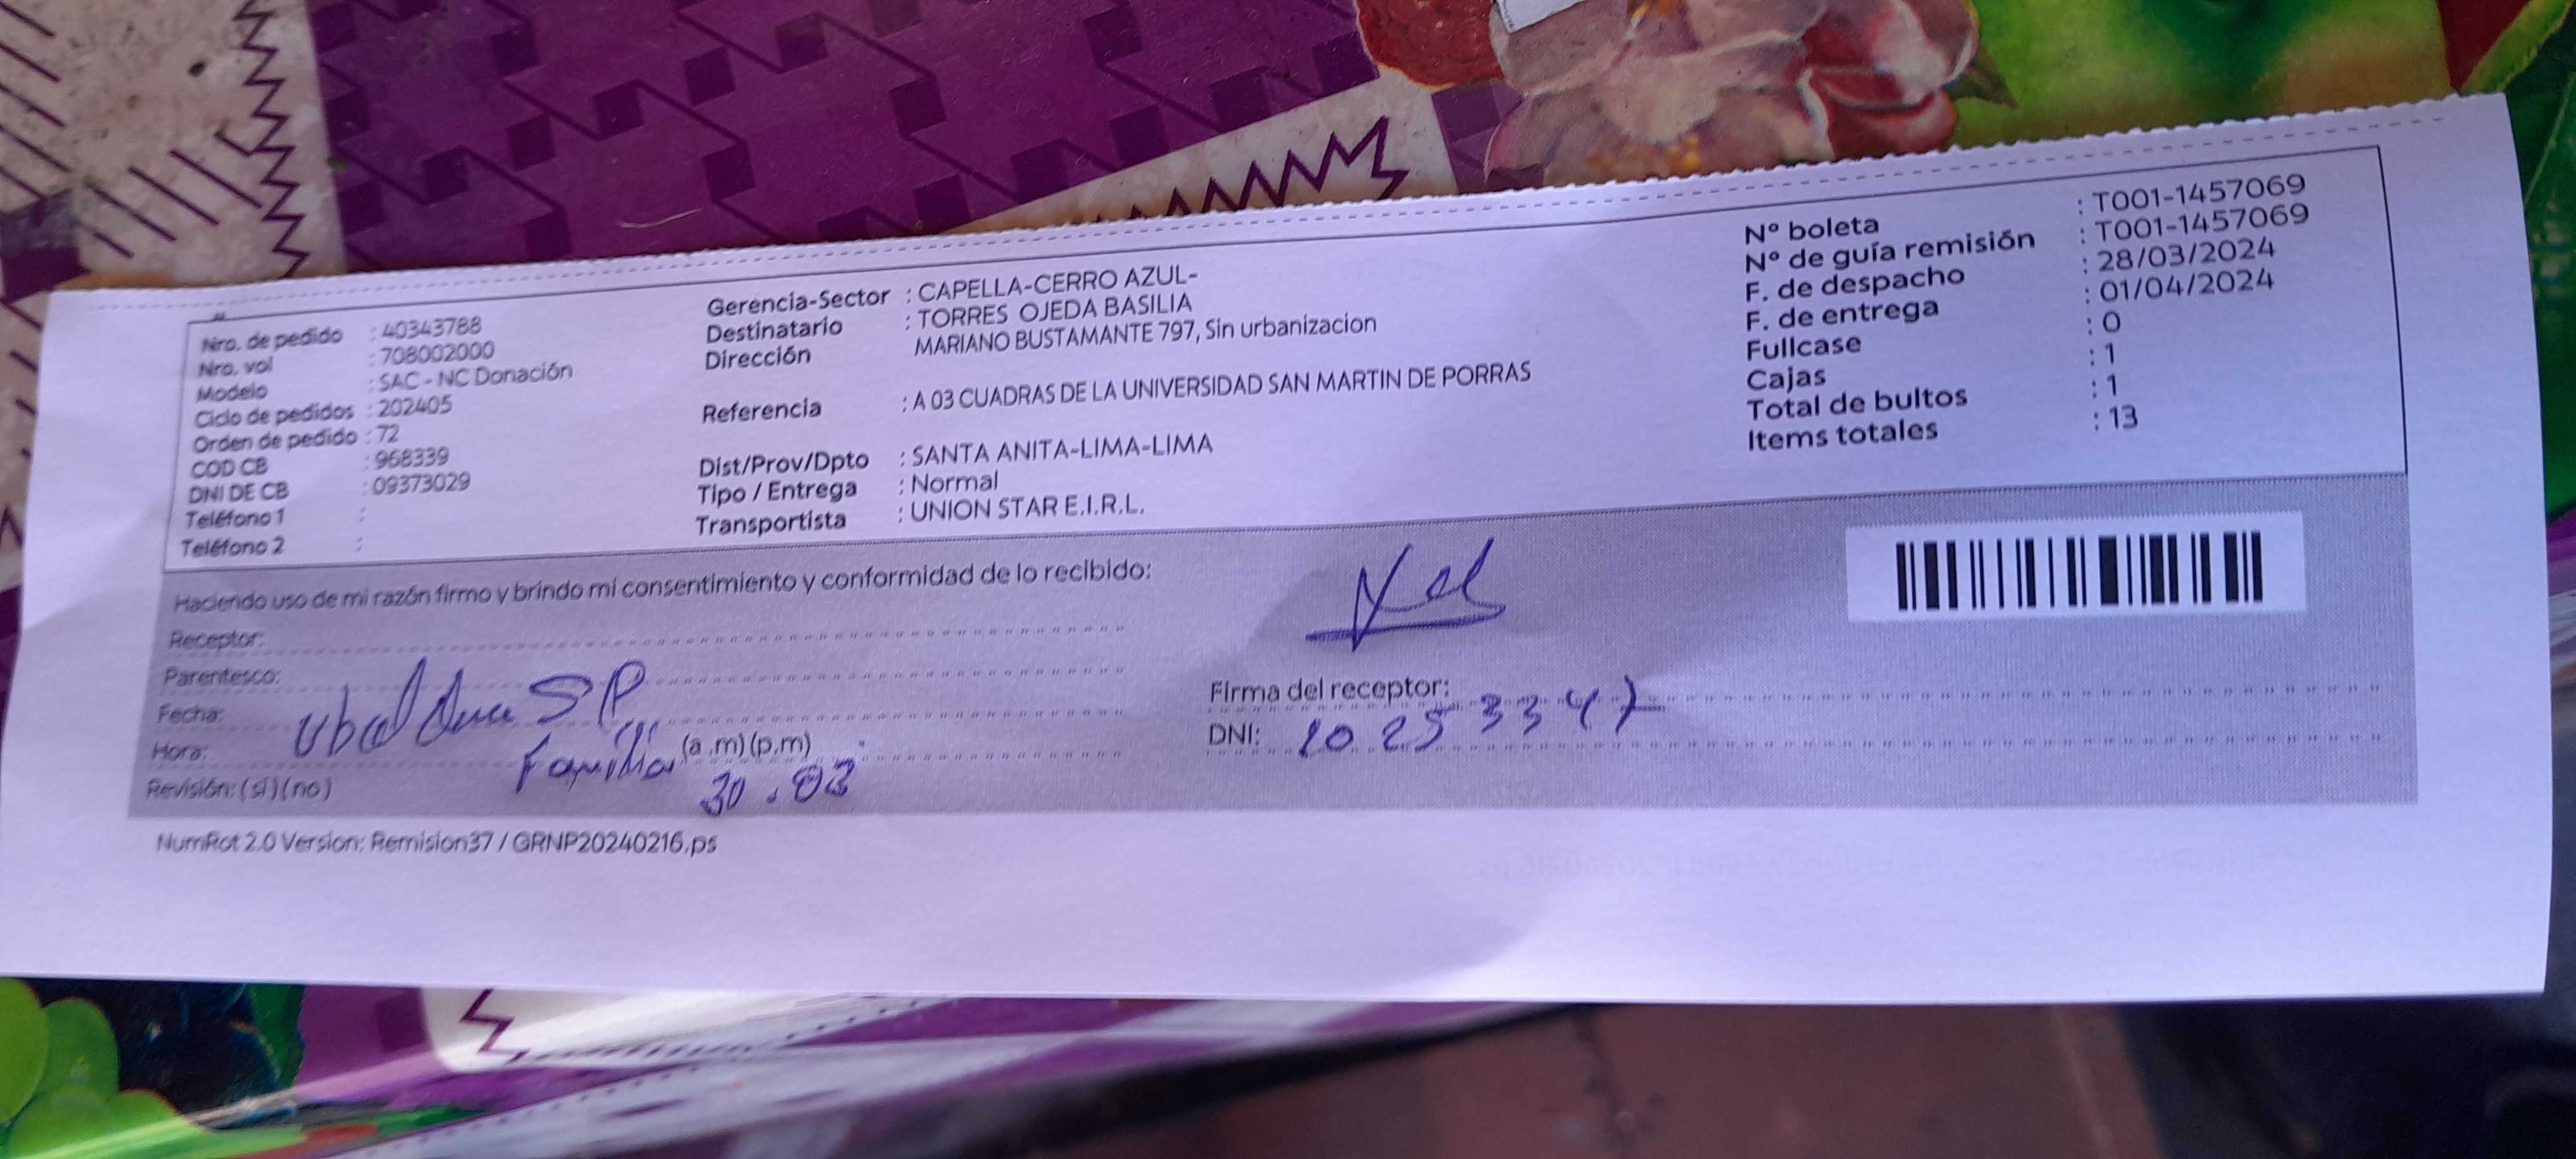 Nro. de pedido : 40343788
Nro. vol : 708002000
Modelo : SAC - NC Donación
Ciclo de pedidos : 202405
Orden de pedido : 72
COD CB : 968339
DNI DE CB : 09373029
Teléfono 1 :
Teléfono 2 :
Gerencia-Sector : CAPELLA-CERRO AZUL-
Destinatario : TORRES OJEDA BASILIA
Dirección MARIANO BUSTAMANTE 797, Sin urbanizacion
Referencia : A 03 CUADRAS DE LA UNIVERSIDAD SAN MARTIN DE PORRAS
Dist/Prov/Dpto : SANTA ANITA-LIMA-LIMA
Tipo / Entrega : Normal
Transportista : UNION STAR E.I.R.L.
Nº boleta : T001-1457069
Nº de guía remisión : T001-1457069
F. de despacho : 28/03/2024
F. de entrega : 01/04/2024
Fullcase : 0
Cajas : 1
Total de bultos : 1
Items totales : 13
Haciendo uso de mi razón firmo y brindo mi consentimiento y conformidad de lo recibido:
Receptor:
Parentesco:
Fecha:
Hora: (a.m)(p.m)
Revisión: (si)(no)
SP
Familia
30.03
Firma del receptor:
DNI: 10253347
NumRot 2.0 Version: Remision37 / GRNP20240216.ps